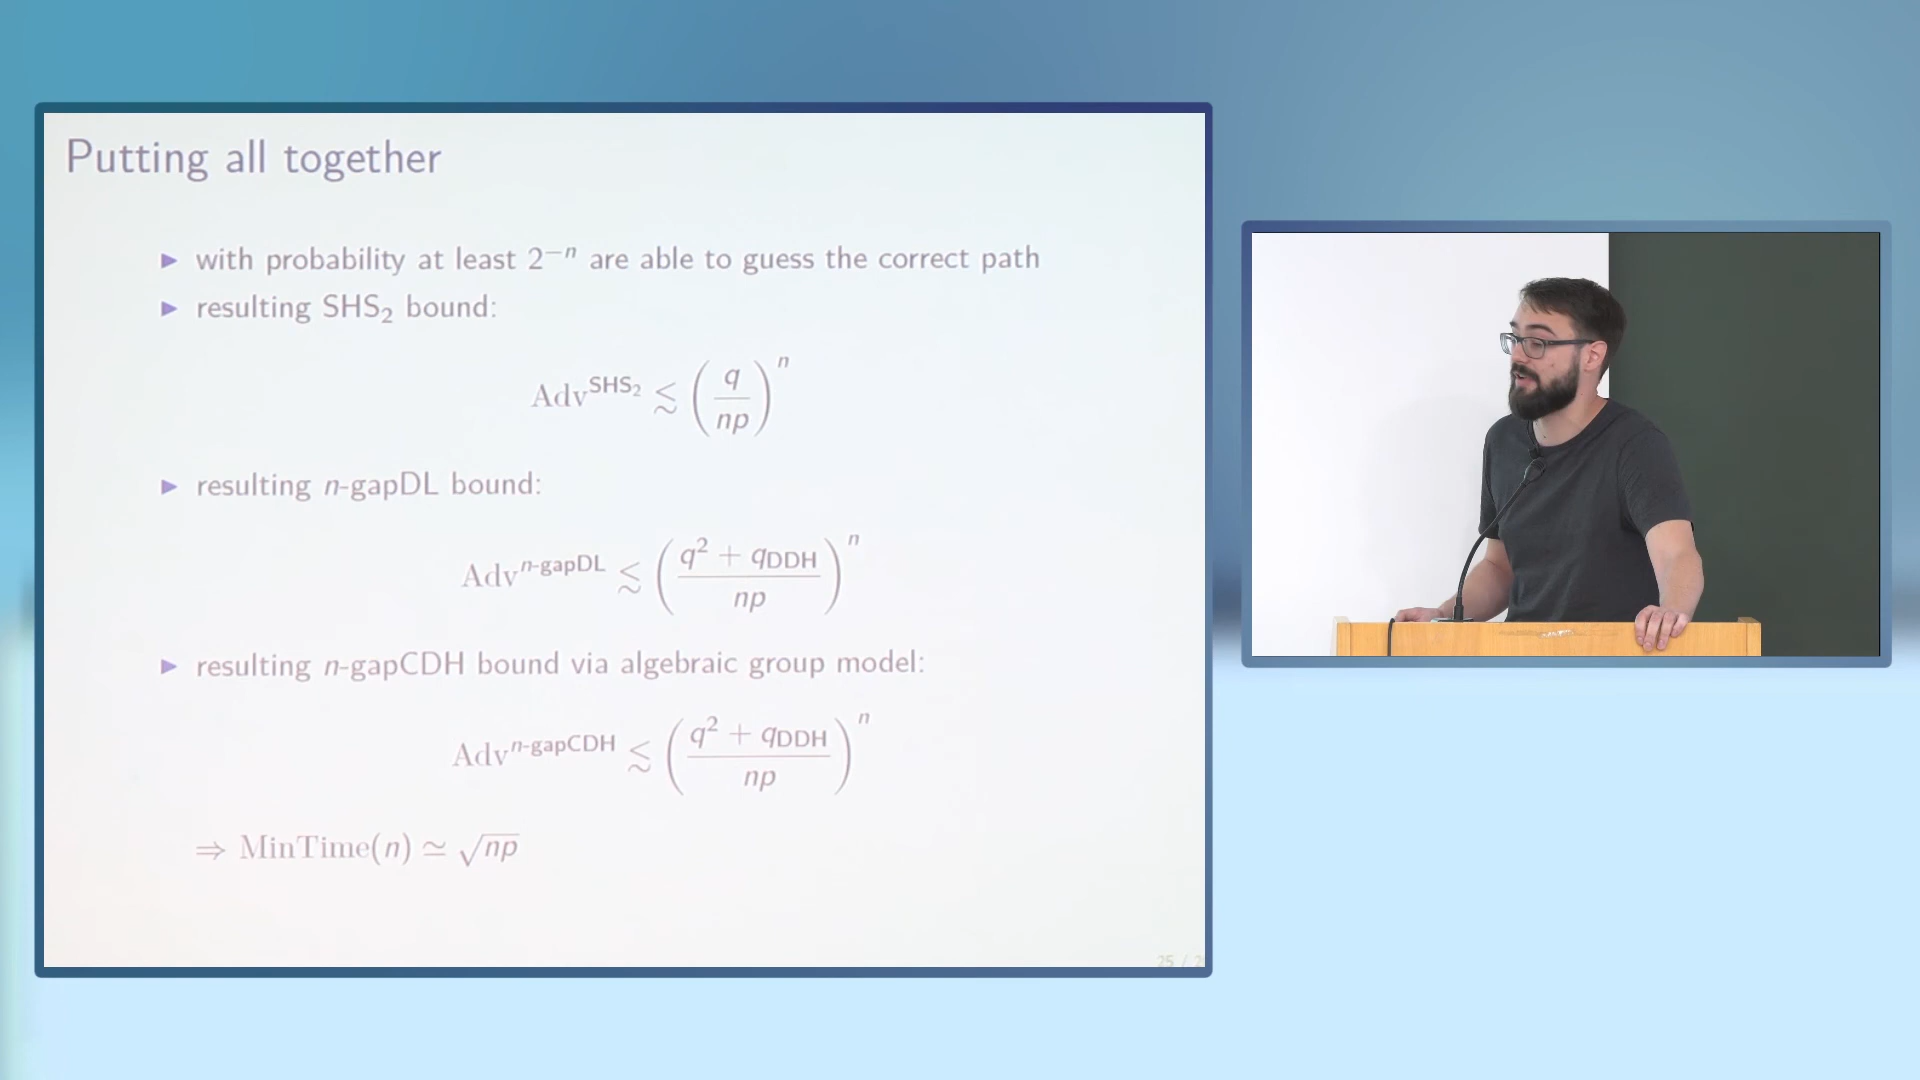 Putting all together
▶ with probability at least 2⁻ⁿ are able to guess the correct path
▶ resulting SHS₂ bound:
Adv^SHS₂ ≲ (q/np)ⁿ
▶ resulting n-gapDL bound:
Adv^n-gapDL ≲ ((q² + q_DDH)/np)ⁿ
▶ resulting n-gapCDH bound via algebraic group model:
Adv^n-gapCDH ≲ ((q² + q_DDH)/np)ⁿ
⇒ MinTime(n) ≃ √np
25 /